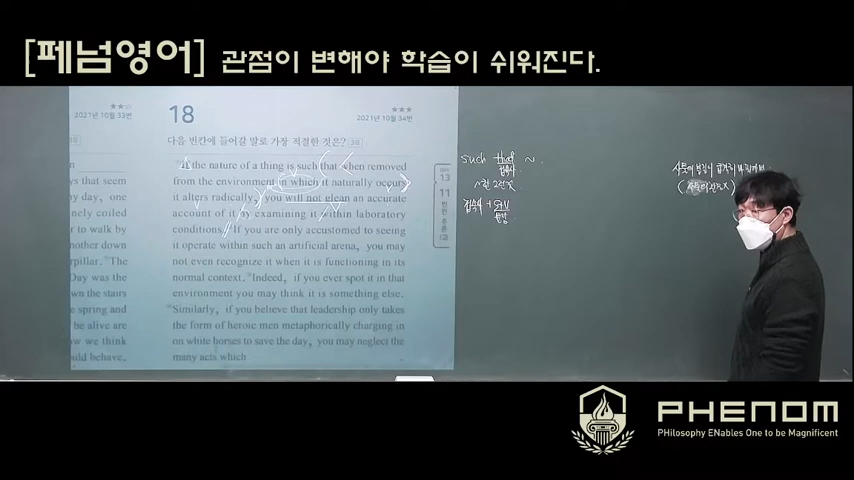 [페넘영어] 관점이 변해야 학습이 쉬워진다.
★★☆
2021년 10월 33번
18
★★★
2021년 10월 34번
다음 빈칸에 들어갈 말로 가장 적절한 것은?
If the nature of a thing is such that when removed
from the environment in which it naturally occurs
it alters radically, you will not glean an accurate
account of it by examining it within laboratory
conditions. If you are only accustomed to seeing
it operate within such an artificial arena, you may
not even recognize it when it is functioning in its
normal context. Indeed, if you ever spot it in that
environment you may think it is something else.
Similarly, if you believe that leadership only takes
the form of heroic men metaphorically charging in
on white horses to save the day, you may neglect the
many acts which
ys that seem
by day, one
nely coiled
r to walk by
nother down
rpillar. The
Day was the
wn the stairs
e spring and
be alive are
ow we think
uld behave.
13
11
such that ~
접속사
접속사 + S+V
PHENOM
PHilosophy ENables One to be Magnificent